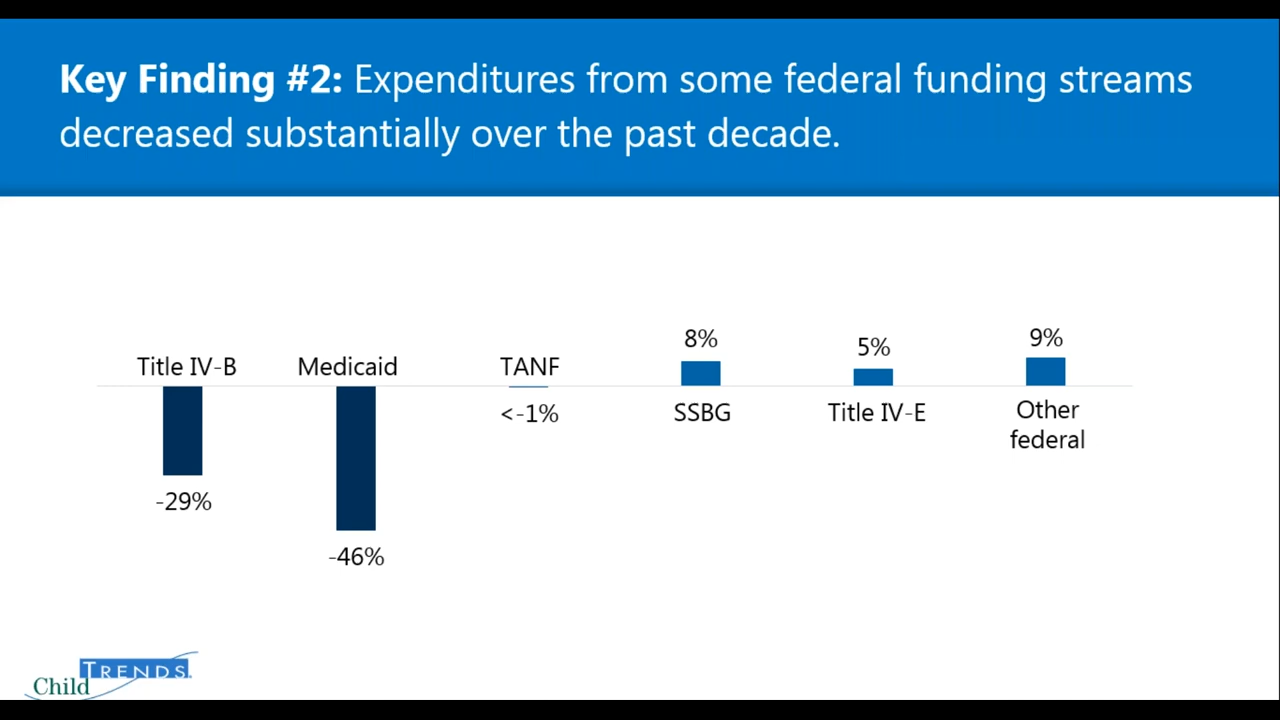 Key Finding #2: Expenditures from some federal funding streams
decreased substantially over the past decade.
Title IV-B
-29%
Medicaid
-46%
TANF
<-1%
8%
SSBG
5%
Title IV-E
9%
Other
federal
Child TRENDS